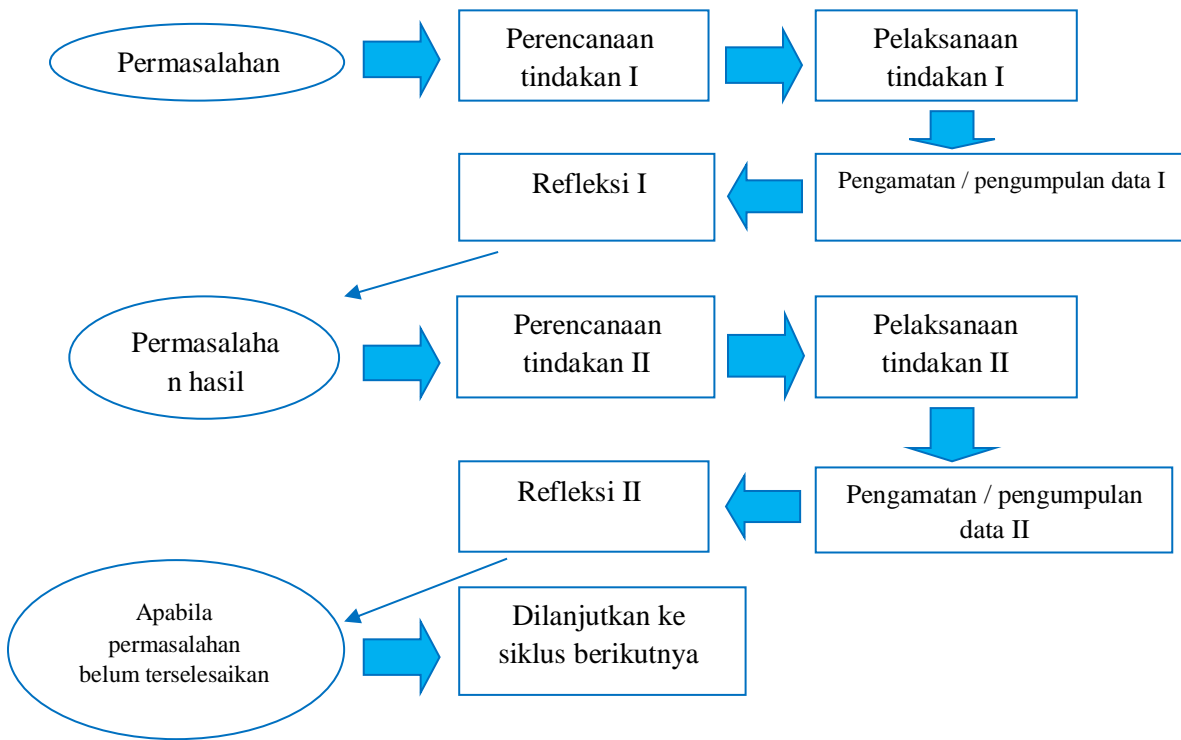 Permasalahan
Perencanaan
tindakan I
Pelaksanaan
tindakan I
Refleksi I
Pengamatan / pengumpulan data I
Permasalaha
n hasil
Perencanaan
tindakan II
Pelaksanaan
tindakan II
Refleksi II
Pengamatan / pengumpulan
data II
Apabila
permasalahan
belum terselesaikan
Dilanjutkan ke
siklus berikutnya